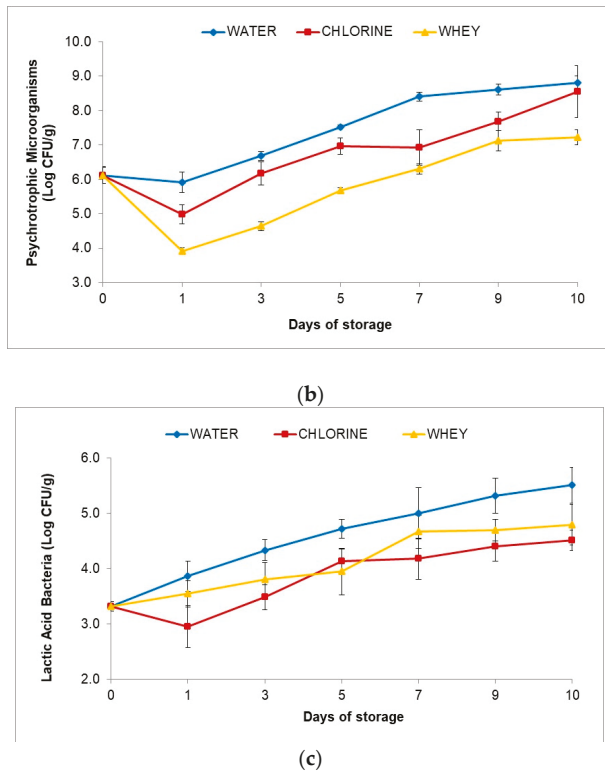 WATER CHLORINE WHEY
10.0
9.0
8.0
7.0
6.0
5.0
4.0
3.0
Psychrotrophic Microorganisms
(Log CFU/g)
0 1 3 5 7 9 10
Days of storage
(b)
WATER CHLORINE WHEY
6.0
5.0
4.0
3.0
2.0
Lactic Acid Bacteria (Log CFU/g)
0 1 3 5 7 9 10
Days of storage
(c)